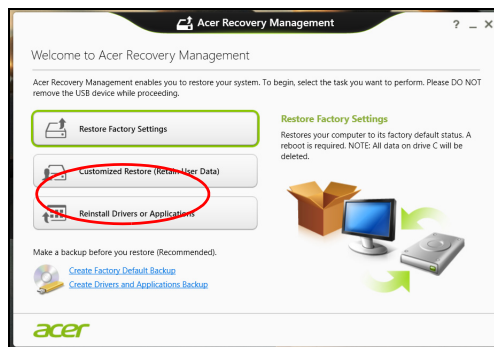 Acer Recovery Management
? _ X
Welcome to Acer Recovery Management
Acer Recovery Management enables you to restore your system. To begin, select the task you want to perform. Please DO NOT
remove the USB device while proceeding.
Restore Factory Settings
Customized Restore (Retain User Data)
Reinstall Drivers or Applications
Restore Factory Settings
Restores your computer to its factory default status. A
reboot is required. NOTE: All data on drive C will be
deleted.
Make a backup before you restore (Recommended).
Create Factory Default Backup
Create Drivers and Applications Backup
acer